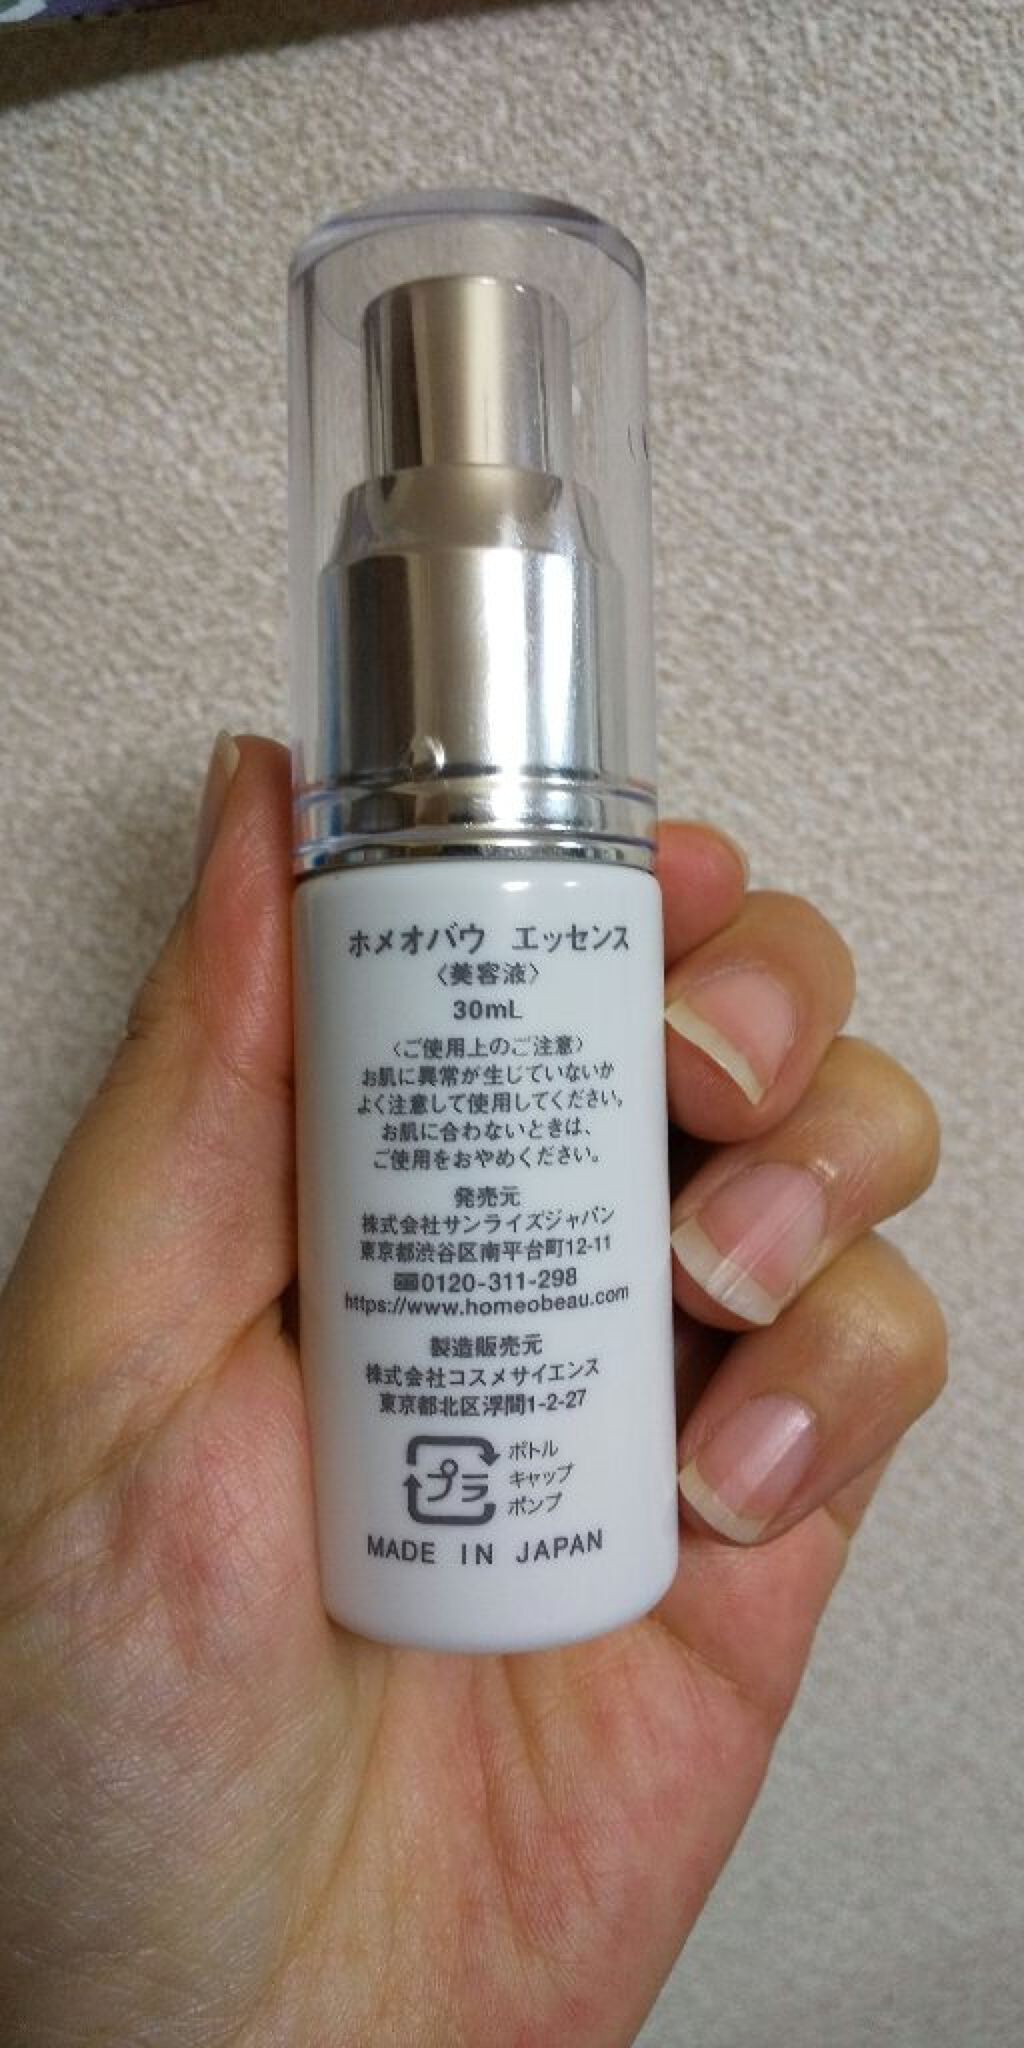 ホメオバウ エッセンス
〈美容液〉
30mL
〈ご使用上のご注意〉
お肌に異常が生じていないか
よく注意して使用してください。
お肌に合わないときは、
ご使用をおやめください。
発売元
株式会社サンライズジャパン
東京都渋谷区南平台町12-11
0120-311-298
https://www.homeobeau.com
製造販売元
株式会社コスメサイエンス
東京都北区浮間1-2-27
プラ ボトル
キャップ
ポンプ
MADE IN JAPAN